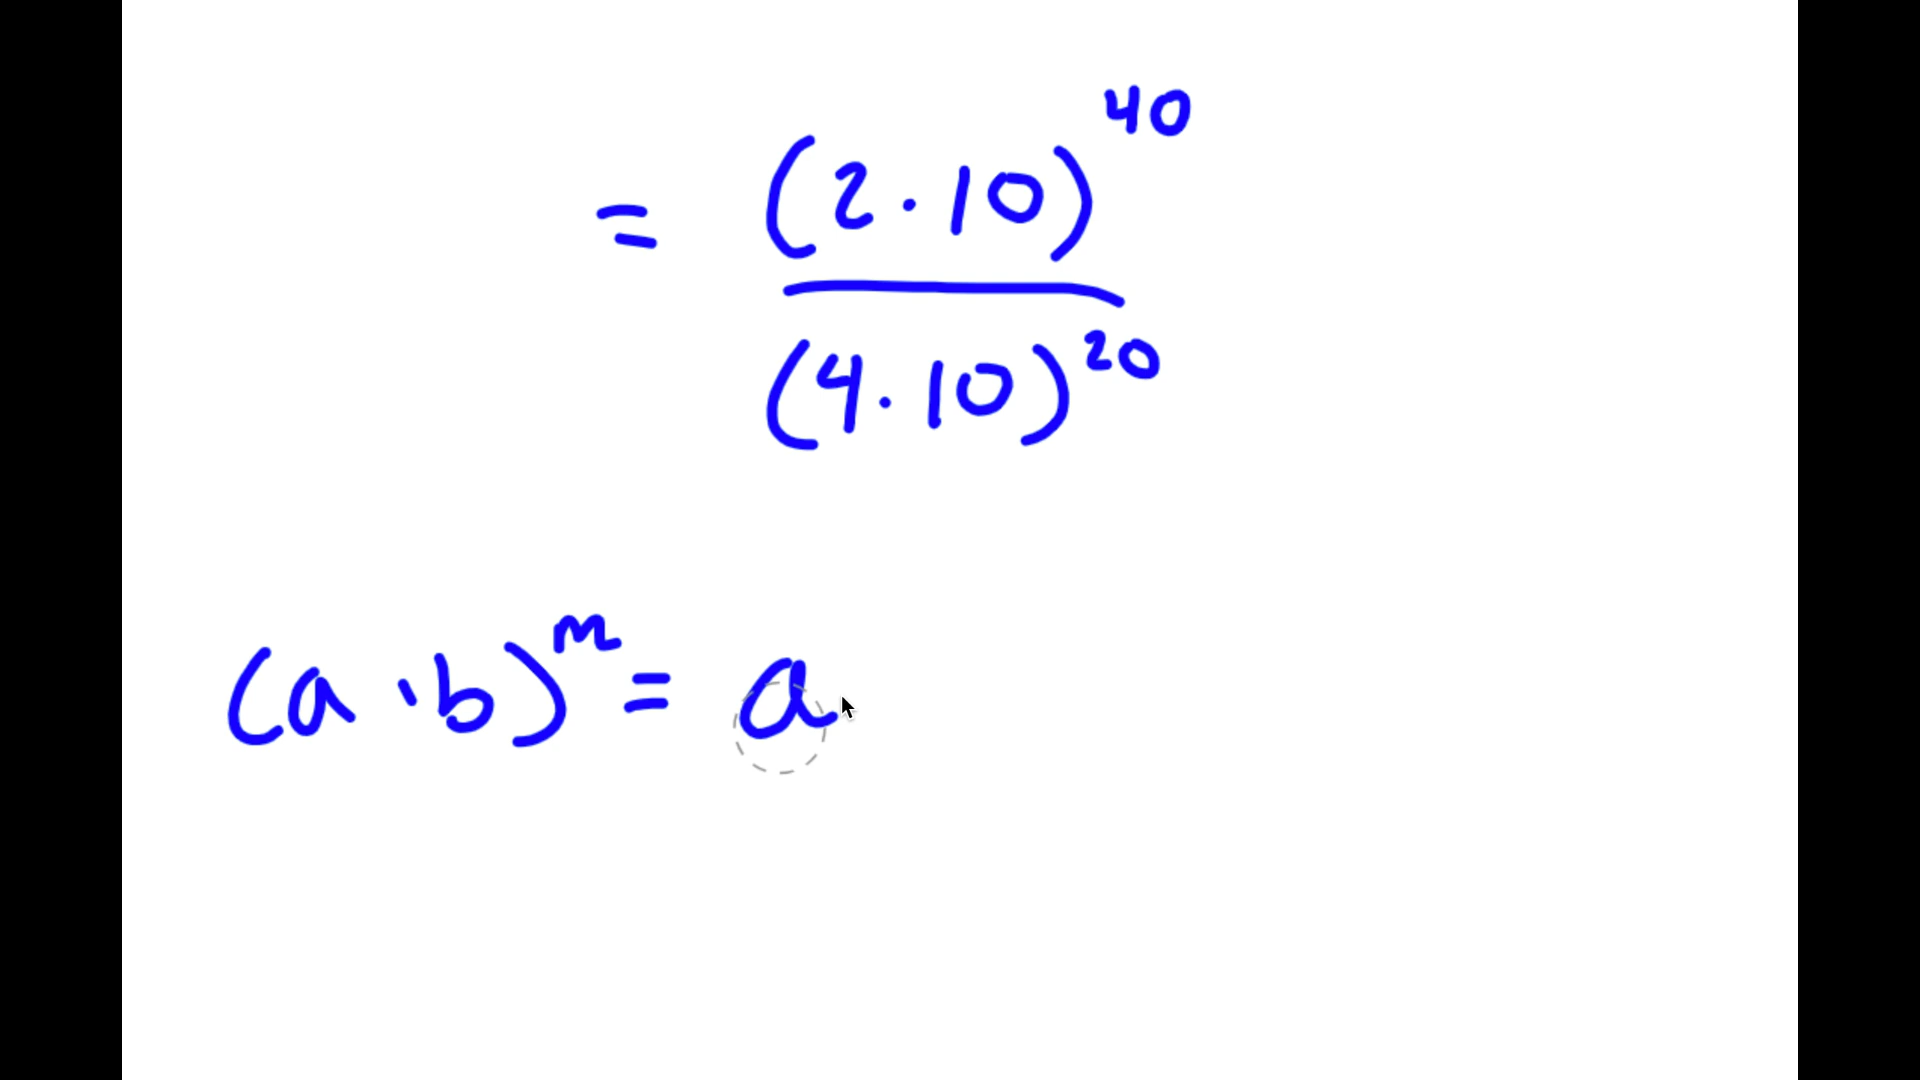 = (2·10)^40
(4·10)^20
(a·b)^m = a